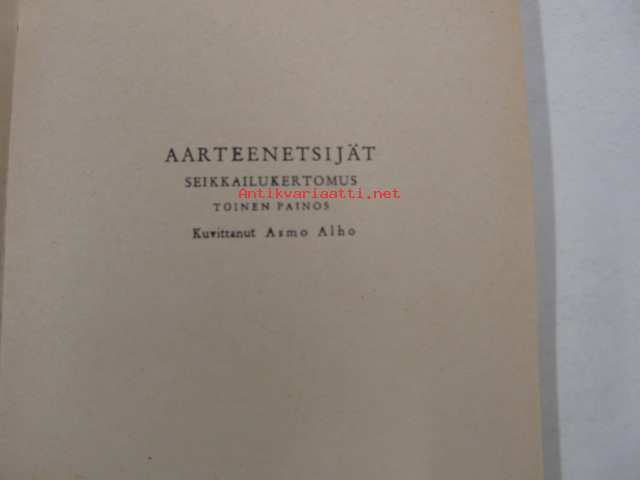 AARTEENETSIJÄT
SEIKKAILUKERTOMUS
Antikvariaatti.net
TOINEN PAINOS
Kuvittanut Asmo Alho